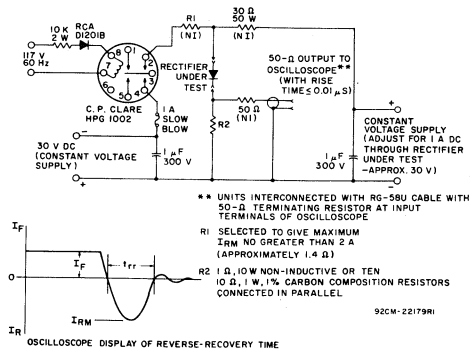 10 K
2 W
RCA
D1201B
117 V
60 Hz
8
1
2
7
3
6
5
4
C.P. CLARE
HPG 1002
1 A
SLOW
BLOW
R1
(NI)
30 Ω
50 W
(NI)
RECTIFIER
UNDER
TEST
50-Ω OUTPUT TO
OSCILLOSCOPE**
(WITH RISE
TIME ≤ 0.01 μS)
50 Ω
(NI)
R2
30 V DC
(CONSTANT VOLTAGE
SUPPLY)
−
+
1 μF
300 V
1 μF
300 V
+
−
CONSTANT
VOLTAGE SUPPLY
(ADJUST FOR 1 A DC
THROUGH RECTIFIER
UNDER TEST
-APPROX. 30 V)
** UNITS INTERCONNECTED WITH RG-58U CABLE WITH
50-Ω TERMINATING RESISTOR AT INPUT
TERMINALS OF OSCILLOSCOPE
R1 SELECTED TO GIVE MAXIMUM
IRM NO GREATER THAN 2 A
(APPROXIMATELY 1.4 Ω)
R2 1 Ω, 10 W NON-INDUCTIVE OR TEN
10 Ω, 1 W, 1% CARBON COMPOSITION RESISTORS
CONNECTED IN PARALLEL
92CM-22179R1
IF
IF
trr
0
IRM
IR
OSCILLOSCOPE DISPLAY OF REVERSE-RECOVERY TIME